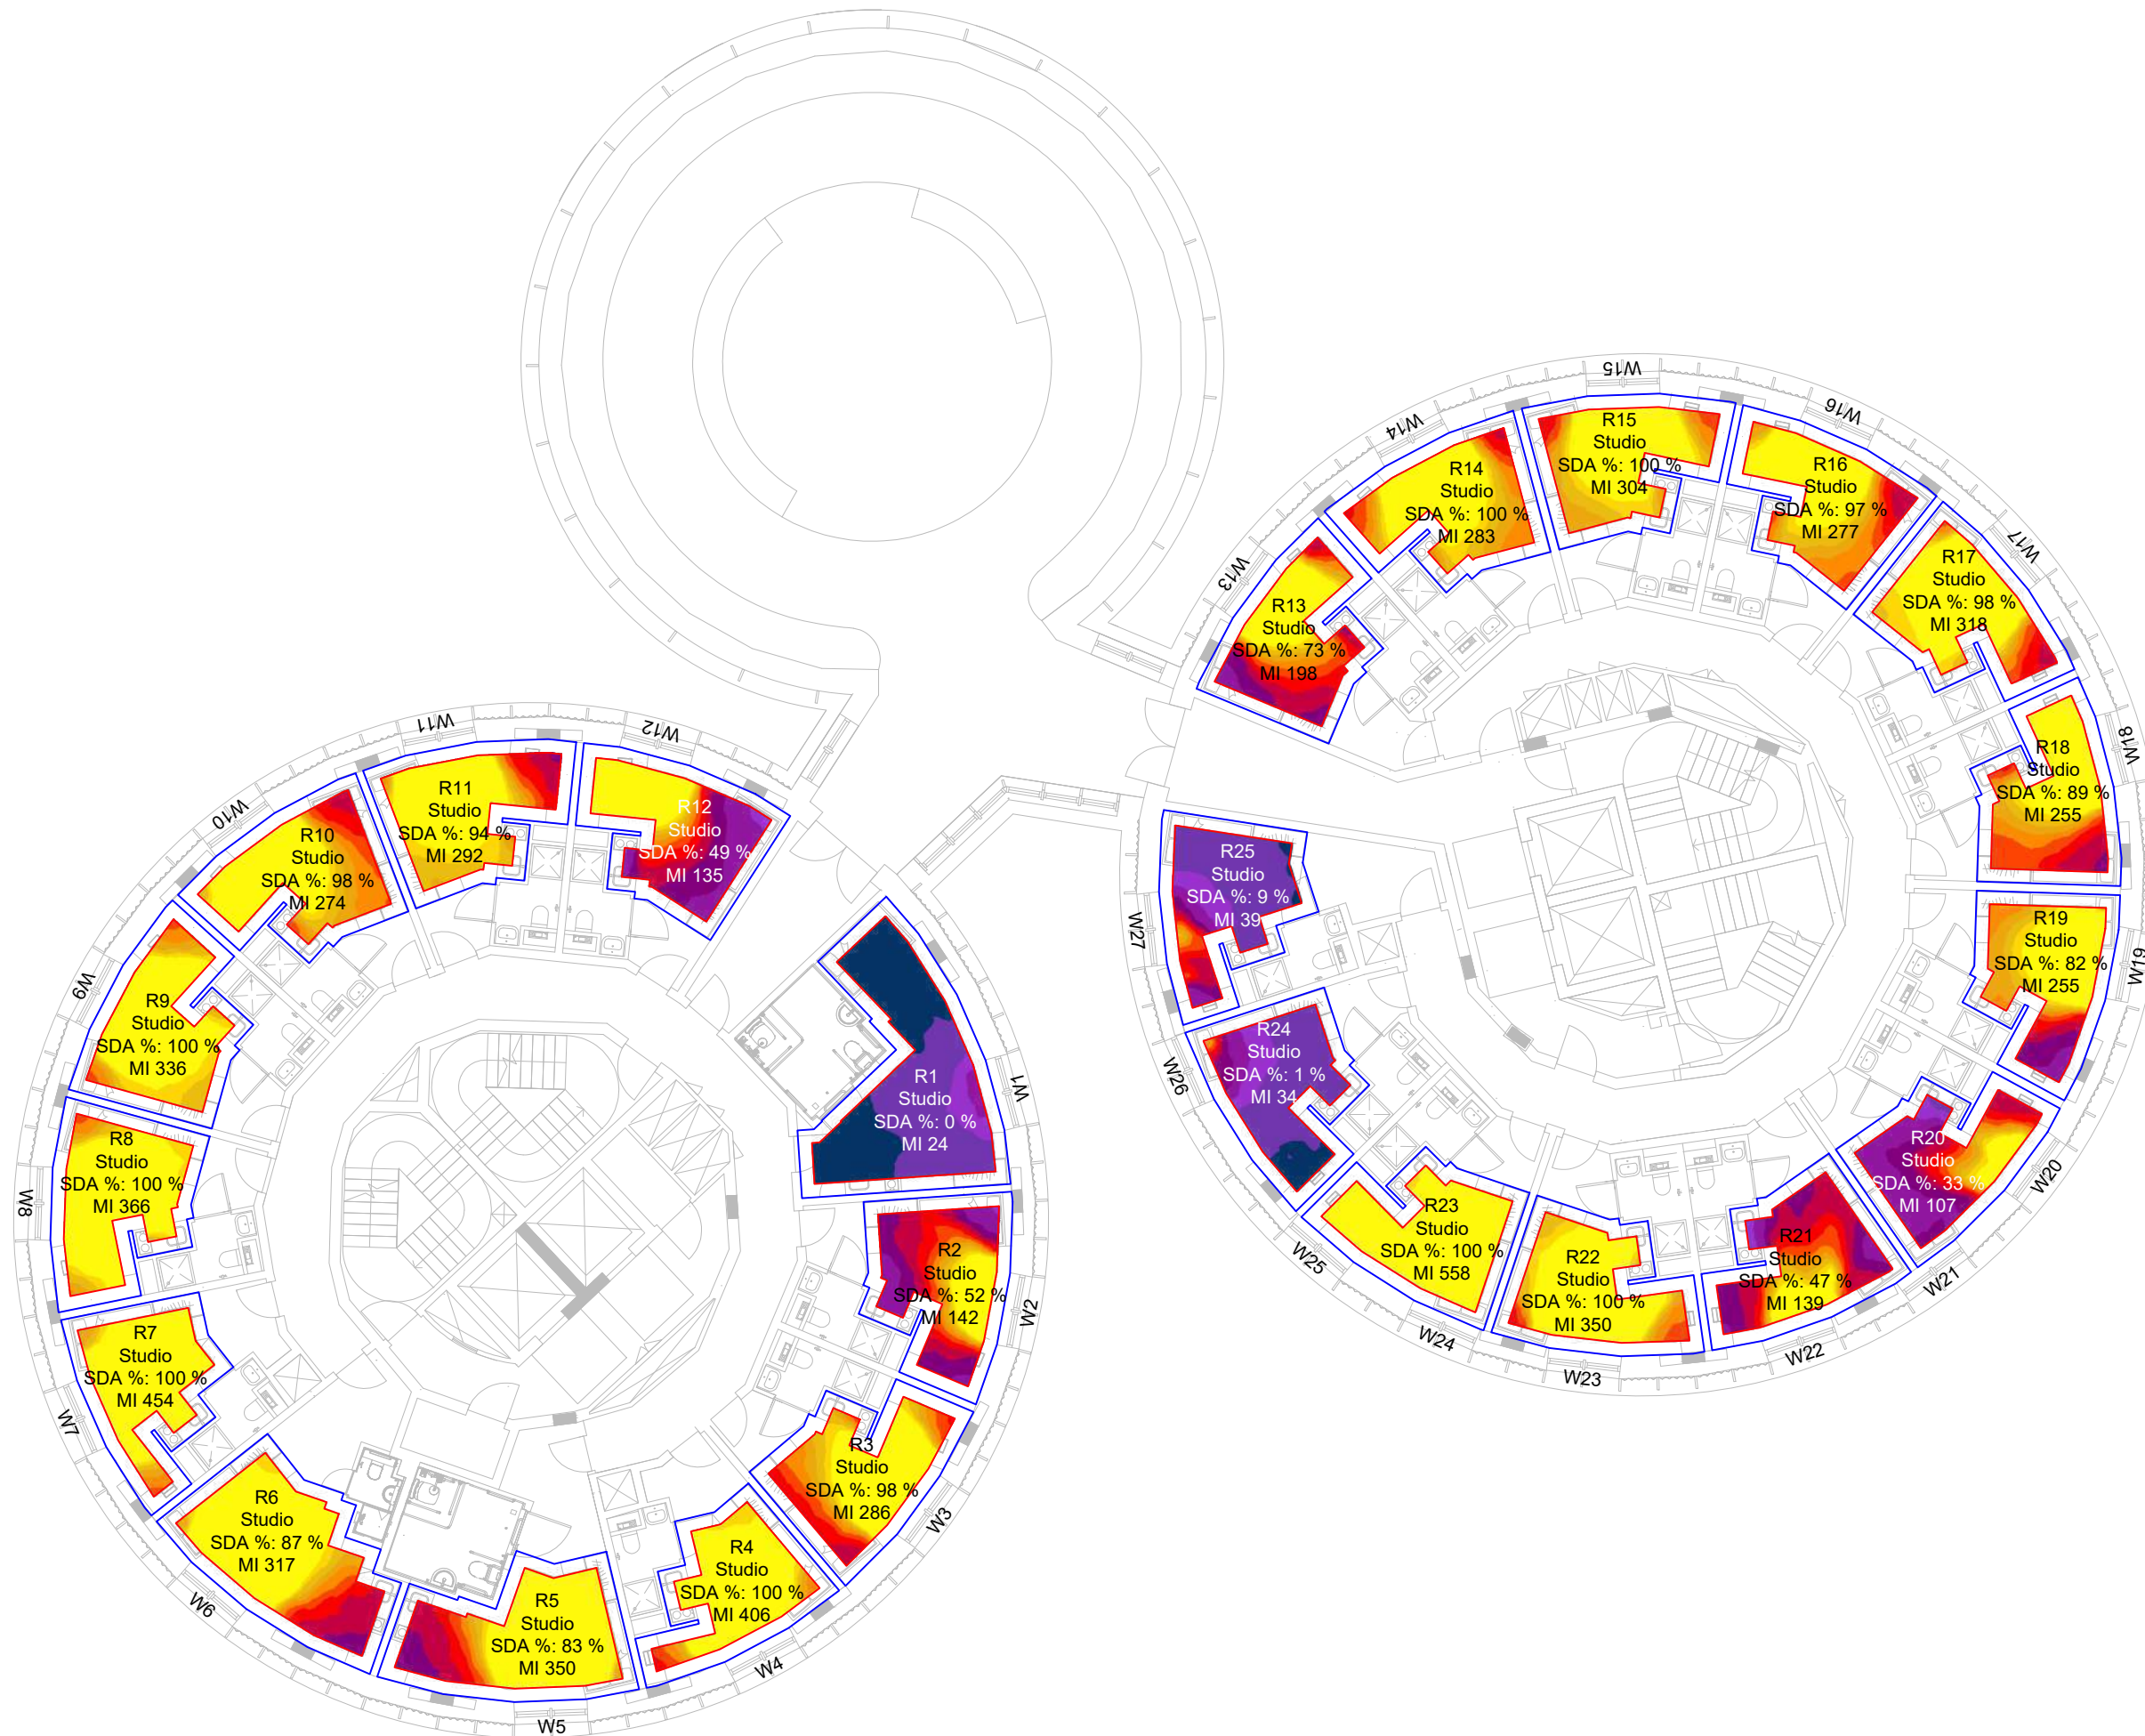 W15
W16
W14
W17
W13
R15
Studio
SDA %: 100 %
MI 304
R16
Studio
SDA %: 97 %
MI 277
R14
Studio
SDA %: 100 %
MI 283
R17
Studio
SDA %: 98 %
MI 318
R13
Studio
SDA %: 73 %
MI 198
W18
R18
Studio
SDA %: 89 %
MI 255
W11
W12
W10
R11
Studio
SDA %: 94 %
MI 292
R12
Studio
SDA %: 49 %
MI 135
R10
Studio
SDA %: 98 %
MI 274
R25
Studio
SDA %: 9 %
MI 39
W27
R19
Studio
SDA %: 82 %
MI 255
W19
W9
R9
Studio
SDA %: 100 %
MI 336
R24
Studio
SDA %: 1 %
MI 34
W26
R1
Studio
SDA %: 0 %
MI 24
W1
R8
Studio
SDA %: 100 %
MI 366
W8
R20
Studio
SDA %: 33 %
MI 107
W20
R23
Studio
SDA %: 100 %
MI 558
W25
R2
Studio
SDA %: 52 %
MI 142
W2
R22
Studio
SDA %: 100 %
MI 350
R21
Studio
SDA %: 47 %
MI 139
W21
W24
W22
W23
R7
Studio
SDA %: 100 %
MI 454
W7
R3
Studio
SDA %: 98 %
MI 286
W3
R6
Studio
SDA %: 87 %
MI 317
W6
R4
Studio
SDA %: 100 %
MI 406
R5
Studio
SDA %: 83 %
MI 350
W4
W5